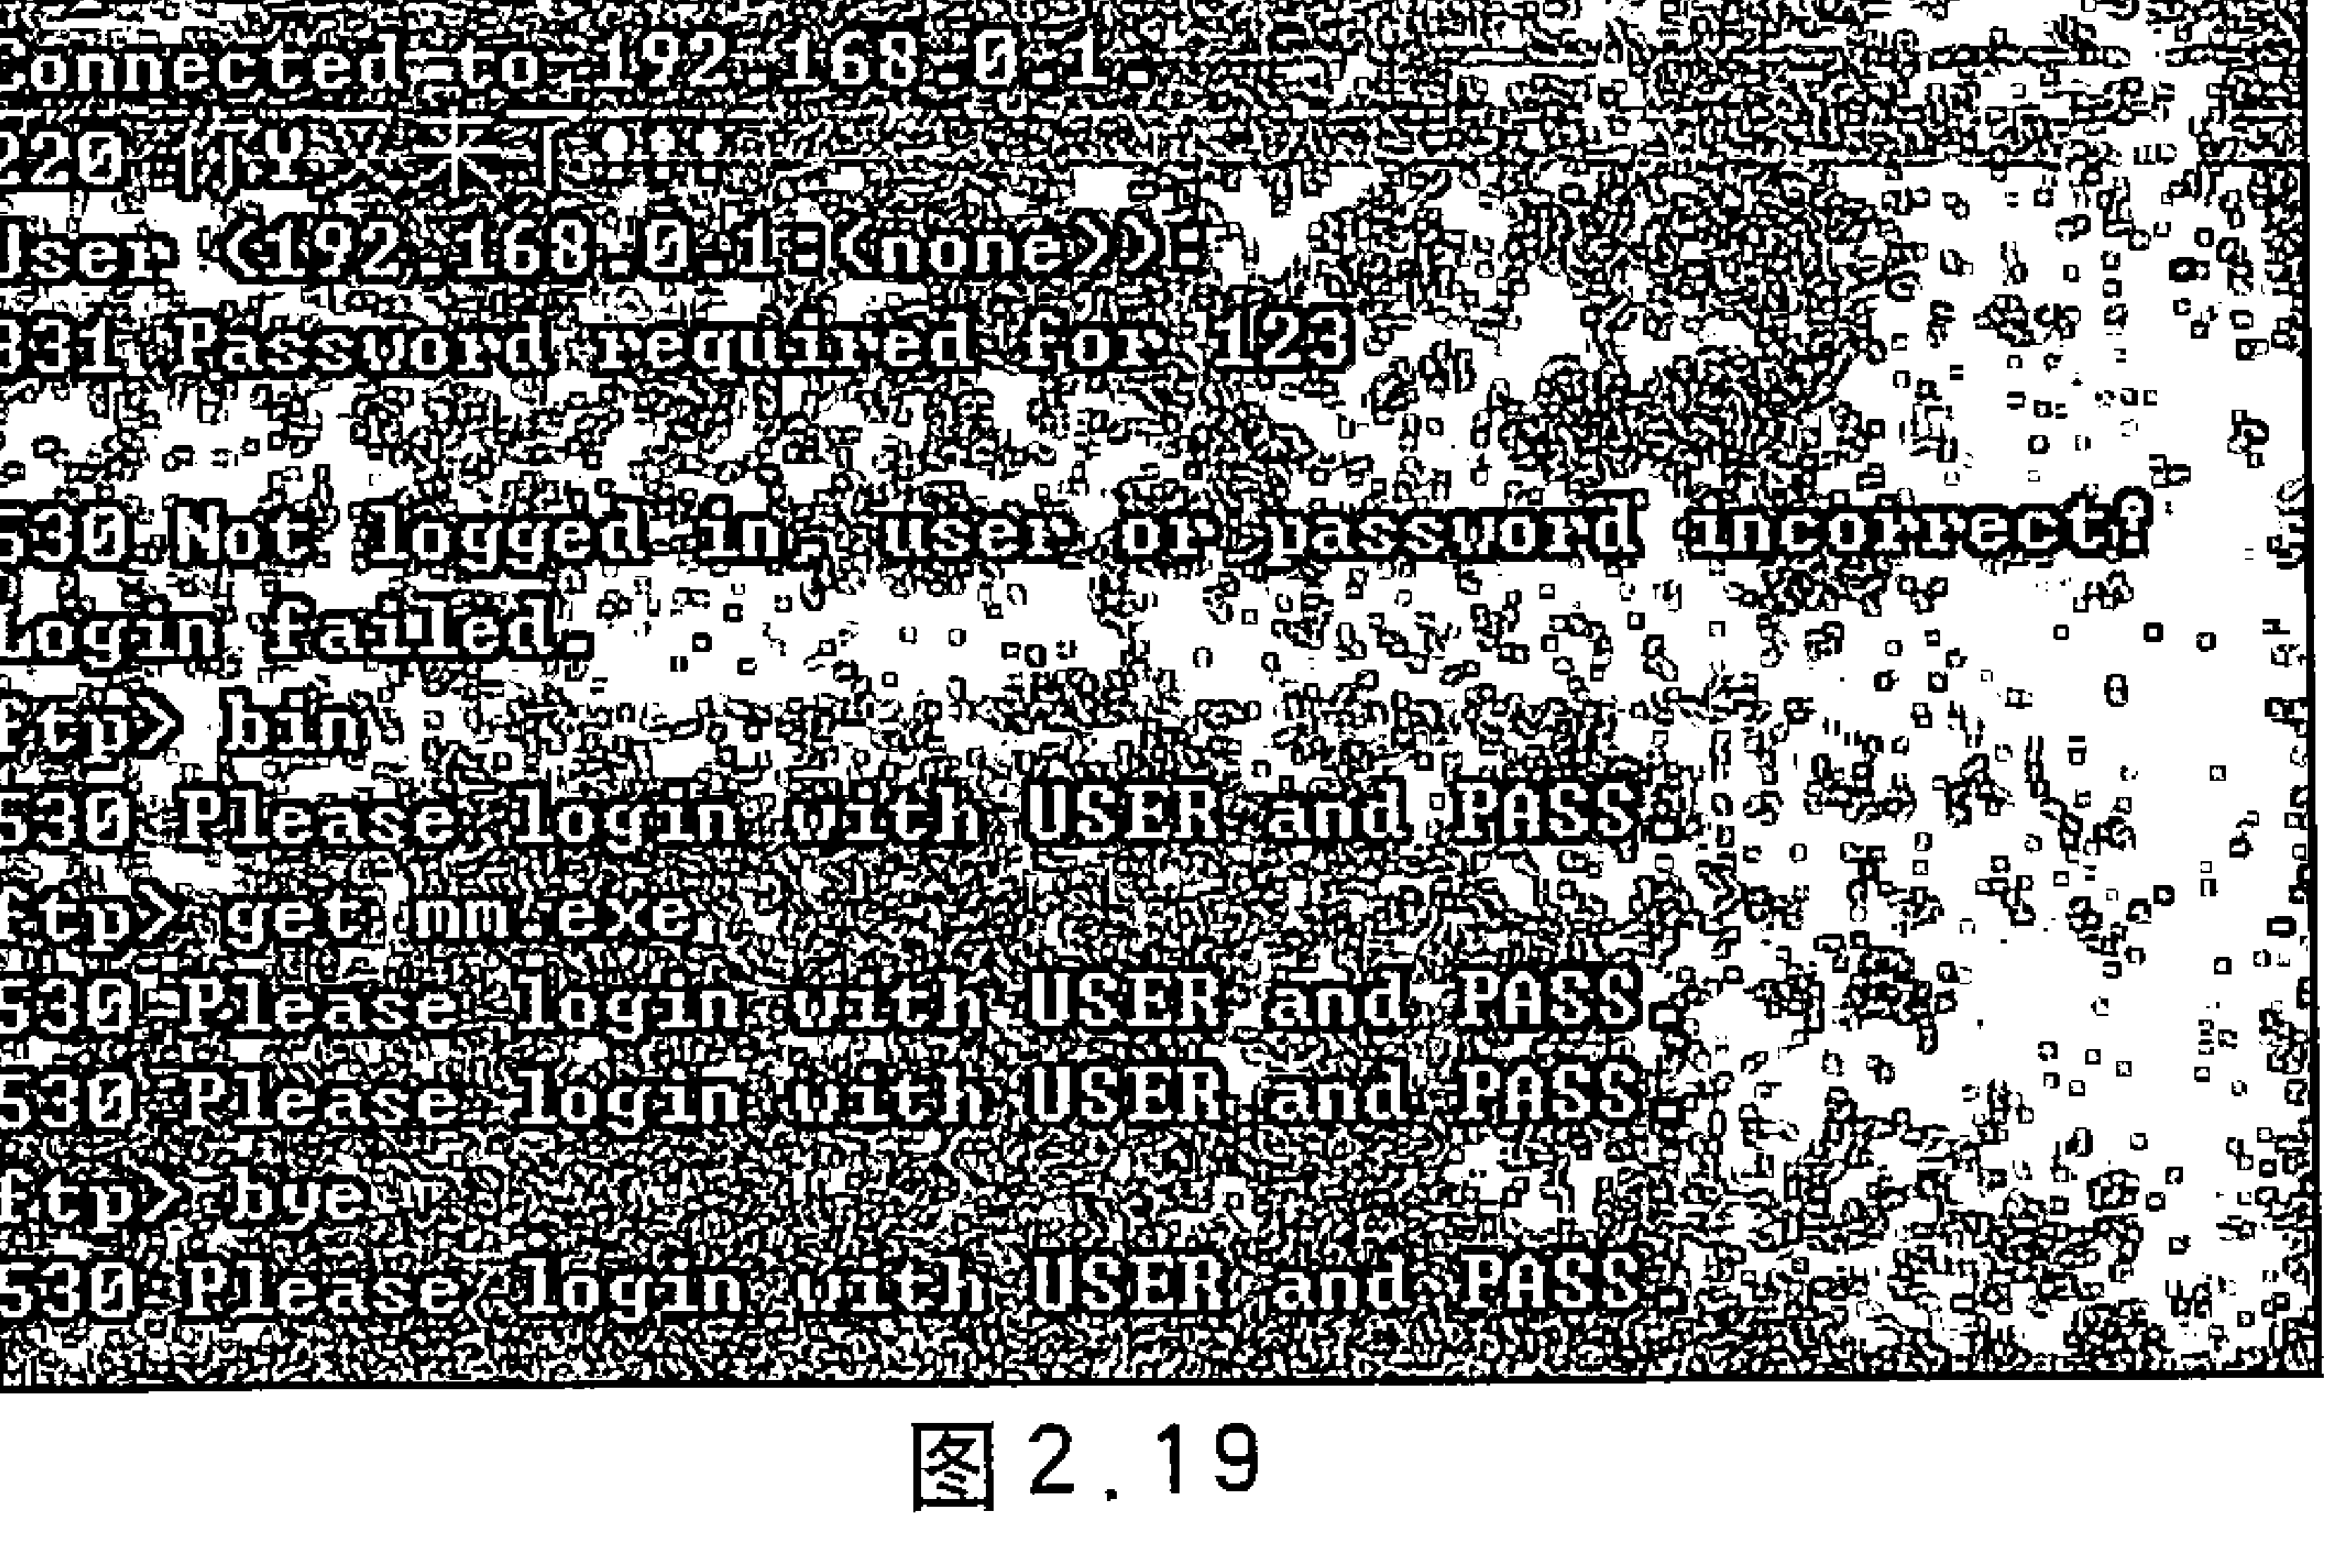 Connected to 192.168.0.1.
220
User (192.168.0.1:(none)):
331 Password required for 123
530 Not logged in, user or password incorrect!
Login failed.
ftp> bin
530 Please login with USER and PASS.
ftp> get mm.exe
530 Please login with USER and PASS.
530 Please login with USER and PASS.
ftp> bye
530 Please login with USER and PASS.
图 2.19